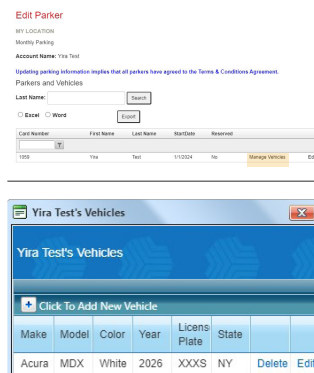 Edit Parker
MY LOCATION
Monthly Parking
Account Name: Yira Test
Updating parking information implies that all parkers have agreed to the Terms & Conditions Agreement.
Parkers and Vehicles
Last Name: Search
Excel Word Export
Card Number First Name Last Name StartDate Reserved
1959 Yira Test 1/1/2024 No Manage Vehicles Ed
Yira Test's Vehicles
Yira Test's Vehicles
Click To Add New Vehicle
Make Model Color Year Licens Plate State
Acura MDX White 2026 XXXS NY Delete Edit